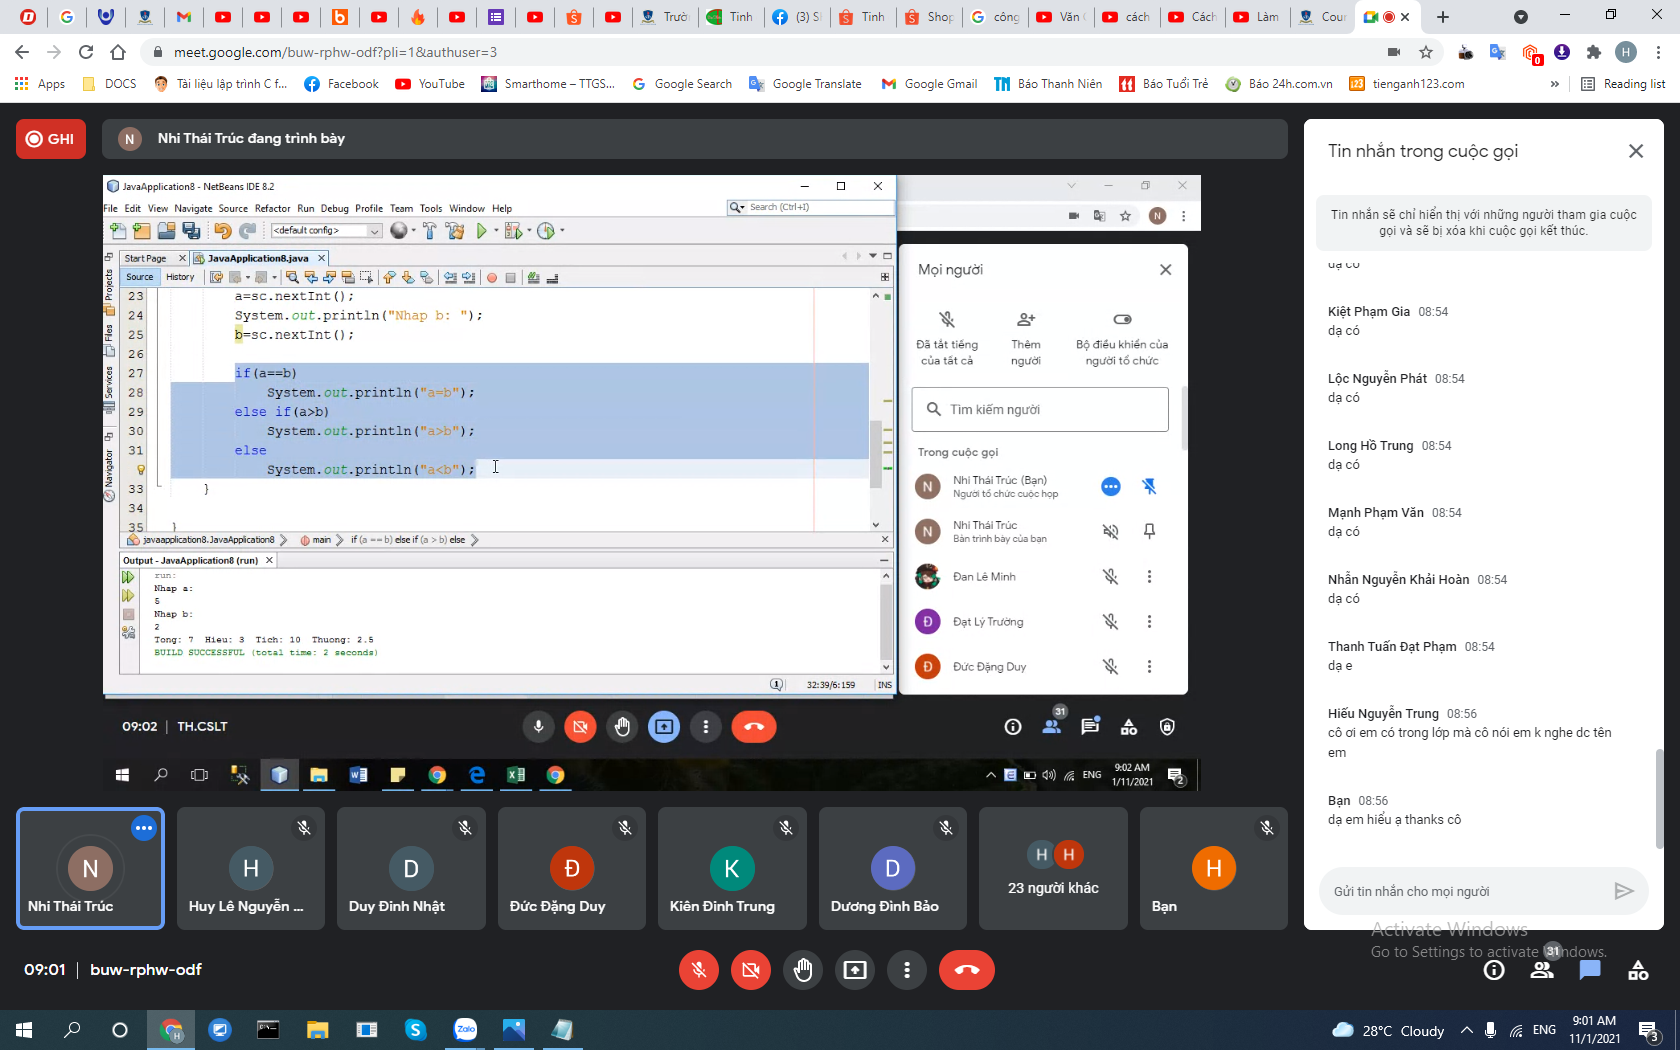 Trườ
Tinh
(3) S
Tinh
Shop
công
Văn
cách
Cách
Làm
Cour
meet.google.com/buw-rphw-odf?pli=1&authuser=3
Apps
DOCS
Tài liệu lập trình C f...
Facebook
YouTube
Smarthome – TTGS...
Google Search
Google Translate
Google Gmail
Báo Thanh Niên
Báo Tuổi Trẻ
Báo 24h.com.vn
tienganh123.com
»
Reading list
GHI
N
Nhi Thái Trúc đang trình bày
JavaApplication8 - NetBeans IDE 8.2
File Edit View Navigate Source Refactor Run Debug Profile Team Tools Window Help
Search (Ctrl+I)
<default config>
Start Page
JavaApplication8.java
Source
History
Projects
Files
Services
Navigator
23 a=sc.nextInt();
24 System.out.println("Nhap b: ");
25 b=sc.nextInt();
26
27 if(a==b)
28 System.out.println("a=b");
29 else if(a>b)
30 System.out.println("a>b");
31 else
System.out.println("a<b");
33 }
34
35 }
javaapplication8.JavaApplication8
main
if (a == b) else if (a > b) else
Output - JavaApplication8 (run)
run:
Nhap a:
5
Nhap b:
2
Tong: 7 Hieu: 3 Tich: 10 Thuong: 2.5
BUILD SUCCESSFUL (total time: 2 seconds)
32:39/6:159
INS
N
Mọi người
Đã tắt tiếng
của tất cả
Thêm
người
Bộ điều khiển của
người tổ chức
Tìm kiếm người
Trong cuộc gọi
N
Nhi Thái Trúc (Bạn)
Người tổ chức cuộc họp
N
Nhi Thái Trúc
Bản trình bày của bạn
Đan Lê Minh
Đ
Đạt Lý Trường
Đ
Đức Đặng Duy
09:02 | TH.CSLT
31
ENG
9:02 AM
1/11/2021
2
Tin nhắn trong cuộc gọi
Tin nhắn sẽ chỉ hiển thị với những người tham gia cuộc
gọi và sẽ bị xóa khi cuộc gọi kết thúc.
dạ có
Kiệt Phạm Gia 08:54
dạ có
Lộc Nguyễn Phát 08:54
dạ có
Long Hồ Trung 08:54
dạ có
Mạnh Phạm Văn 08:54
dạ có
Nhẫn Nguyễn Khải Hoàn 08:54
dạ có
Thanh Tuấn Đạt Phạm 08:54
dạ e
Hiếu Nguyễn Trung 08:56
cô ơi em có trong lớp mà cô nói em k nghe dc tên
em
Bạn 08:56
dạ em hiểu ạ thanks cô
Gửi tin nhắn cho mọi người
N
Nhi Thái Trúc
H
Huy Lê Nguyễn ...
D
Duy Đinh Nhật
Đ
Đức Đặng Duy
K
Kiên Đinh Trung
D
Dương Đình Bảo
H H
23 người khác
H
Bạn
Activate Windows
Go to Settings to activate Windows.
09:01 | buw-rphw-odf
31
Zalo
28°C Cloudy
ENG
9:01 AM
11/1/2021
3